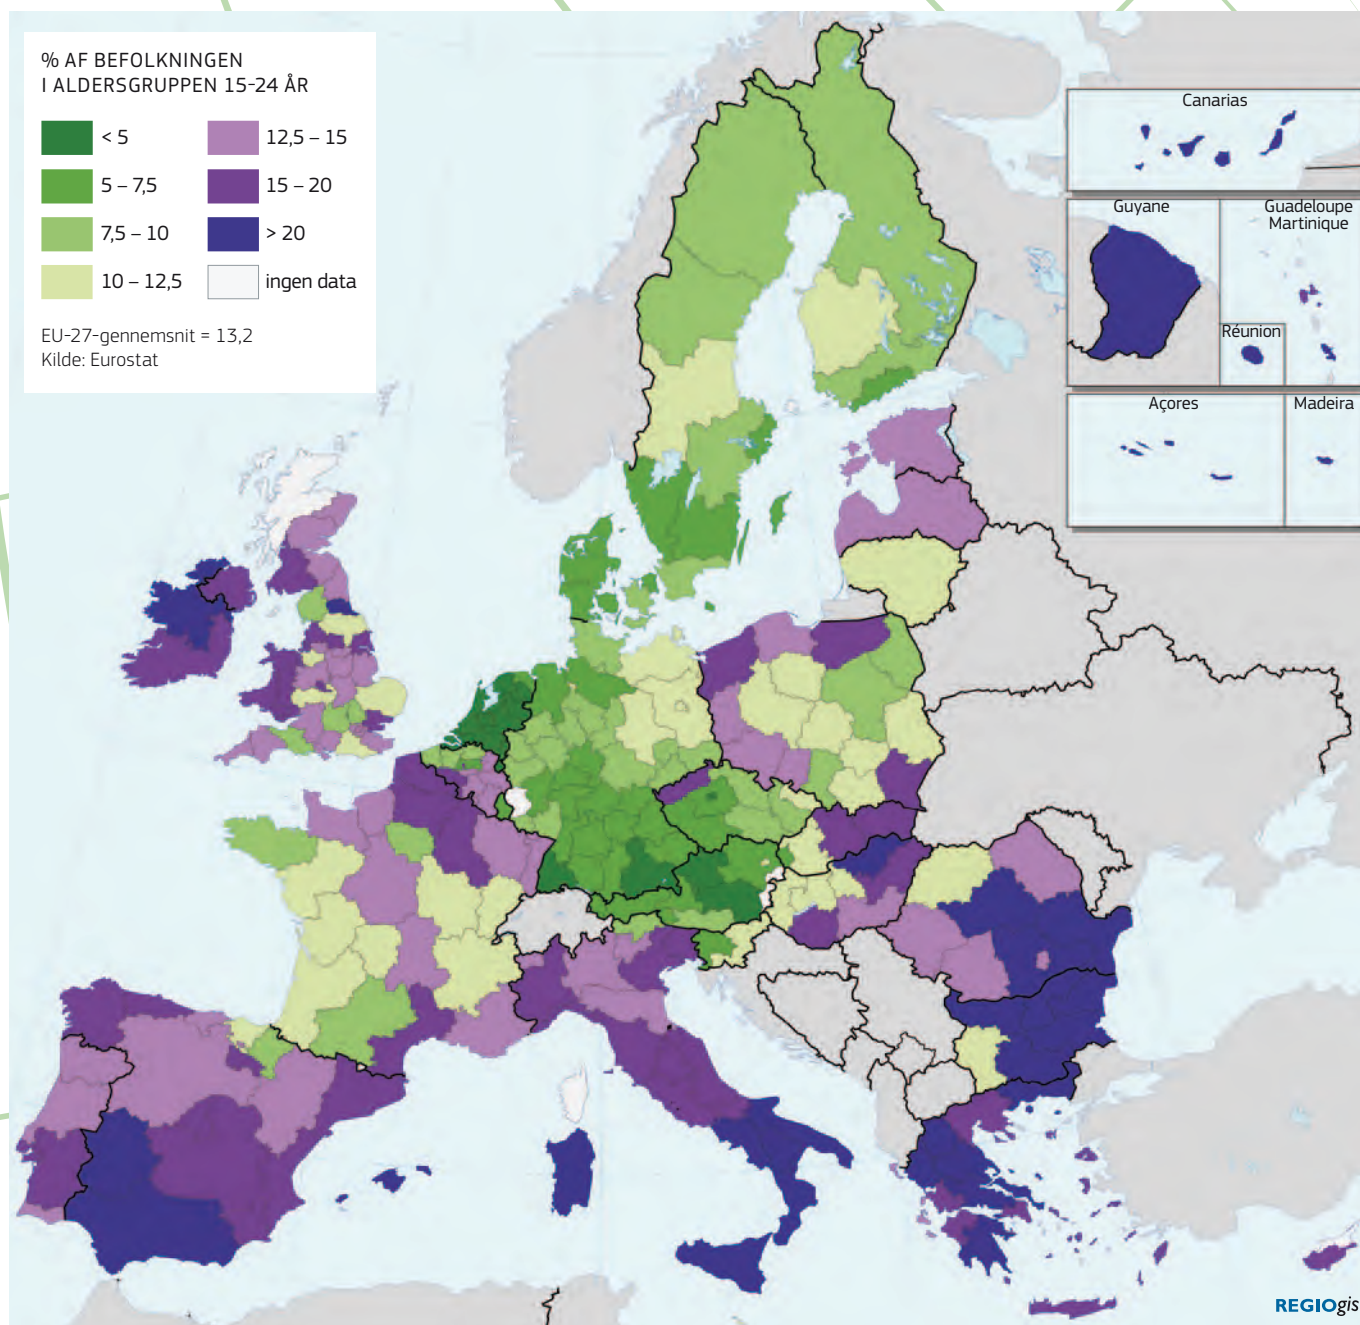 % AF BEFOLKNINGEN
I ALDERSGRUPPEN 15-24 ÅR
< 5
5 – 7,5
7,5 – 10
10 – 12,5
12,5 – 15
15 – 20
> 20
ingen data
EU-27-gennemsnit = 13,2
Kilde: Eurostat
Canarias
Guyane
Guadeloupe
Martinique
Réunion
Açores
Madeira
REGIOgis